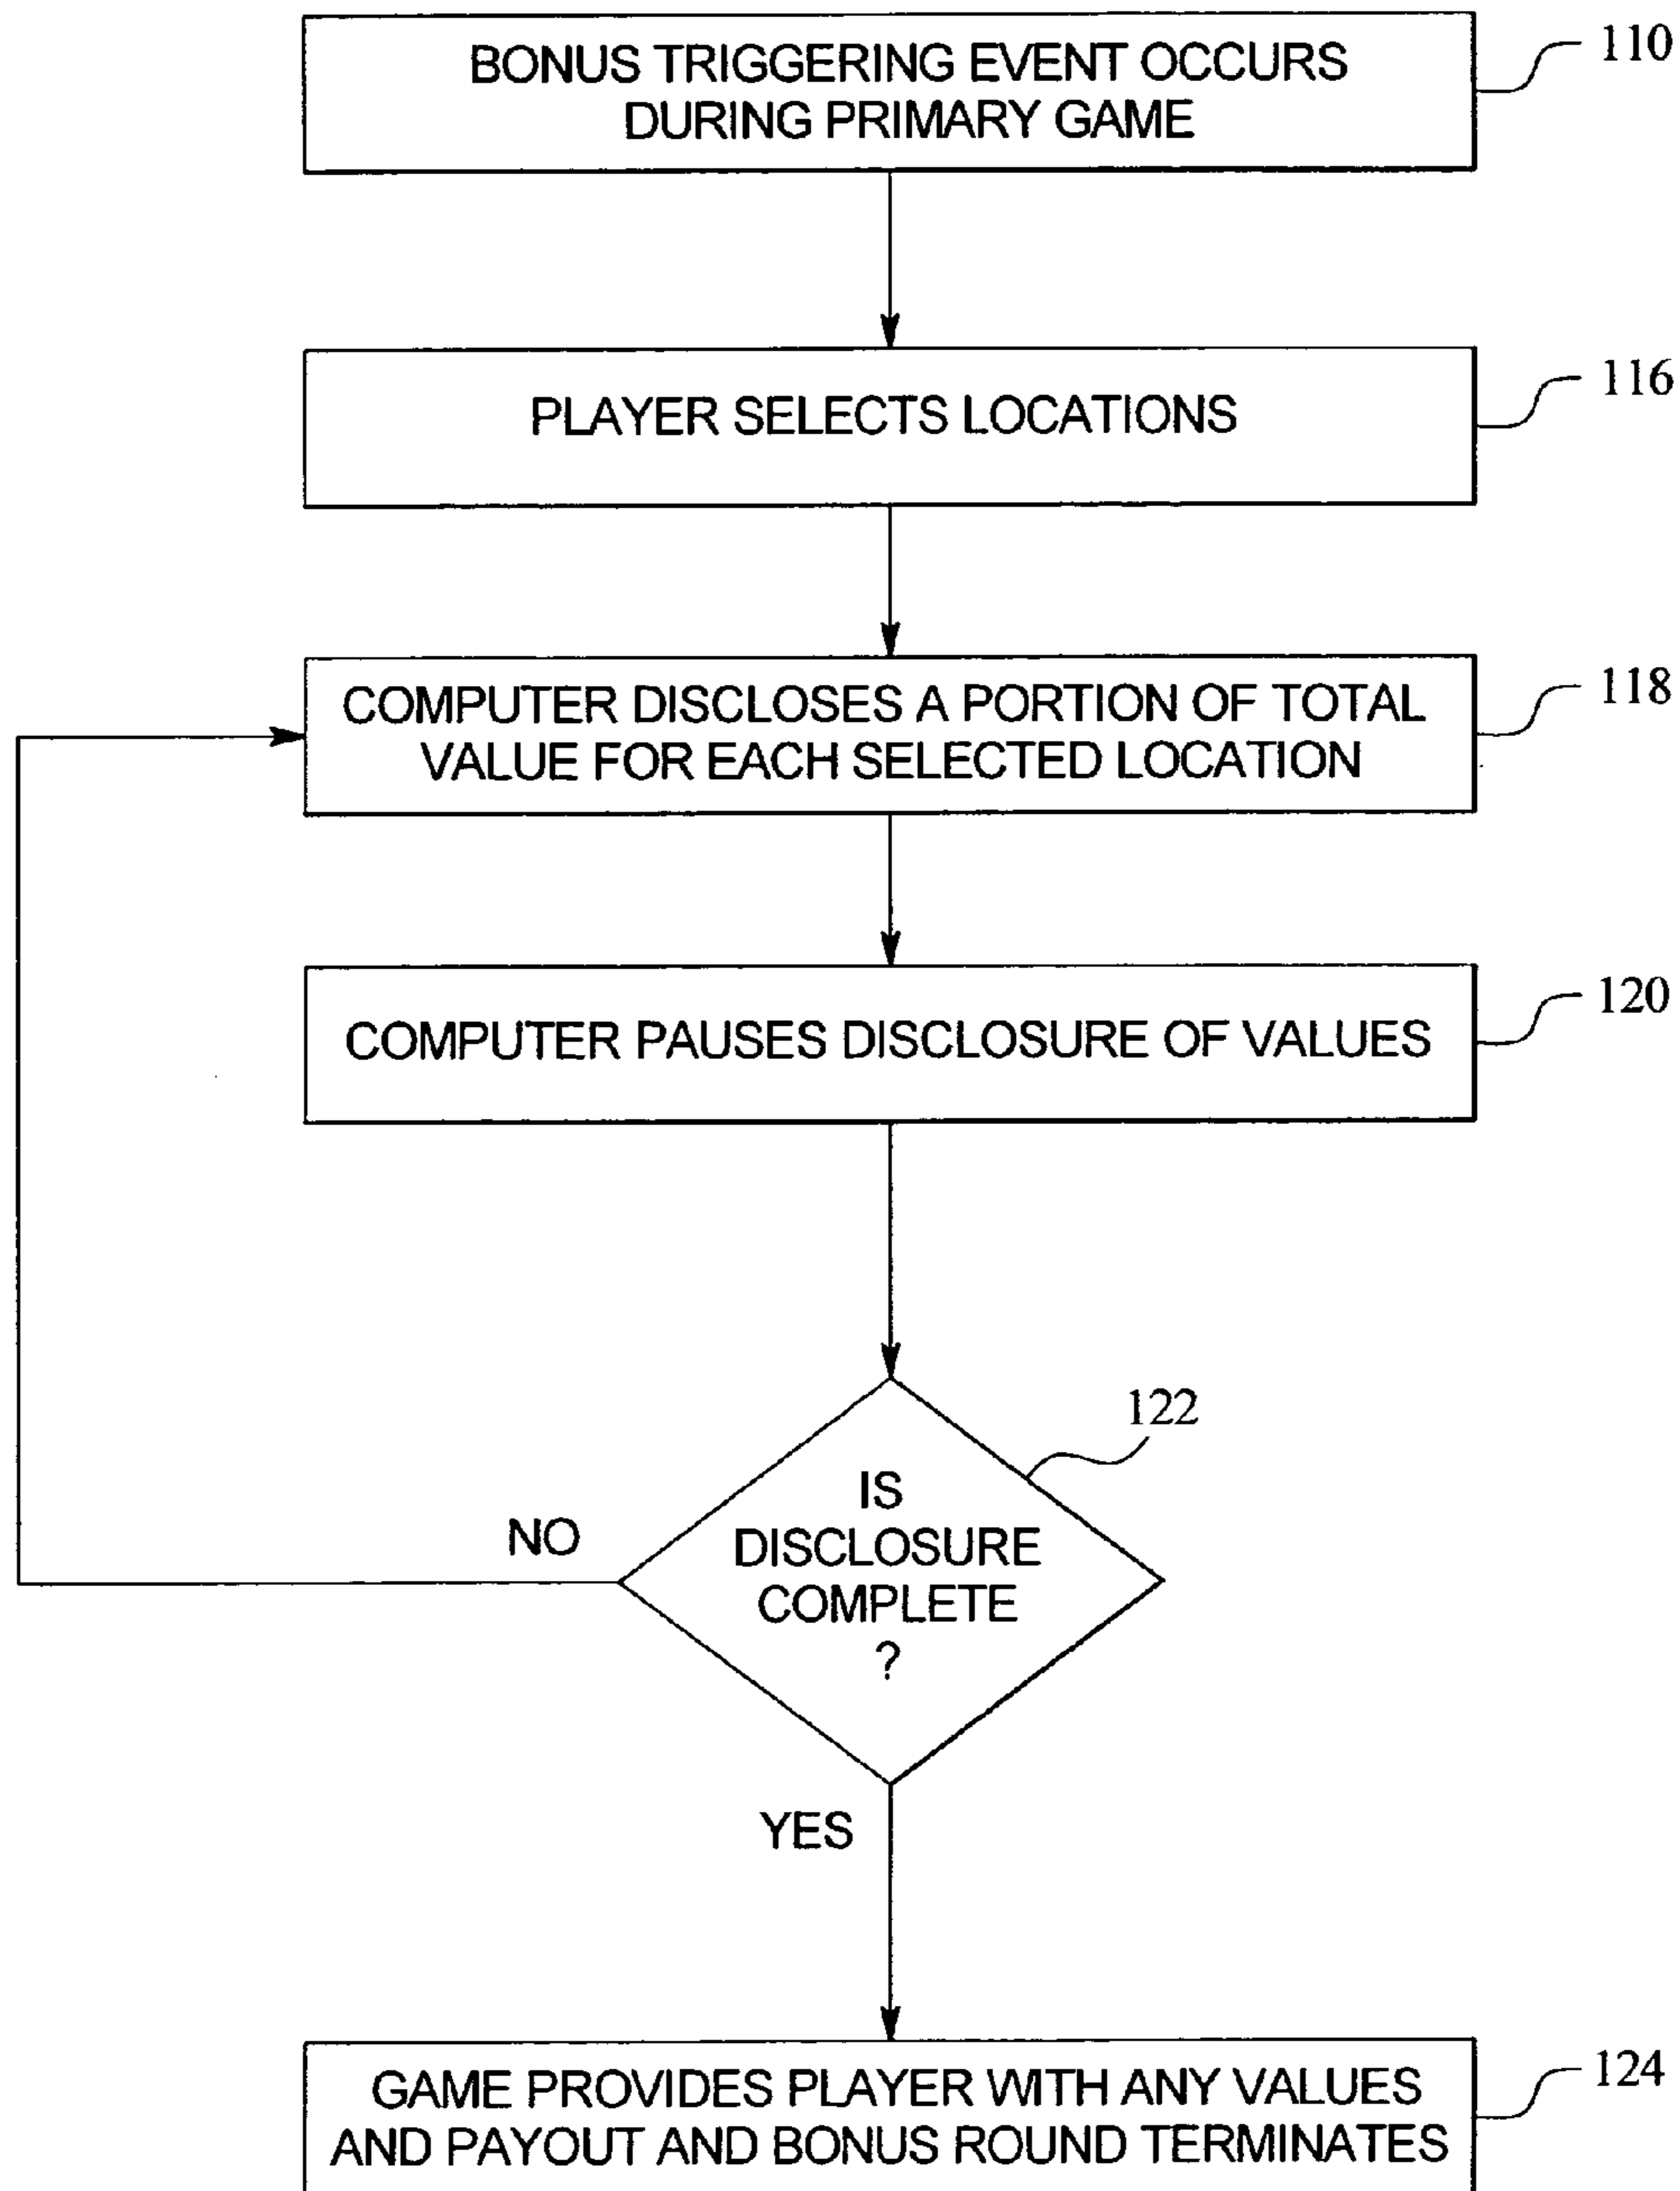 BONUS TRIGGERING EVENT OCCURS
DURING PRIMARY GAME
110
PLAYER SELECTS LOCATIONS
116
COMPUTER DISCLOSES A PORTION OF TOTAL
VALUE FOR EACH SELECTED LOCATION
118
COMPUTER PAUSES DISCLOSURE OF VALUES
120
122
IS
DISCLOSURE
COMPLETE
?
NO
YES
GAME PROVIDES PLAYER WITH ANY VALUES
AND PAYOUT AND BONUS ROUND TERMINATES
124